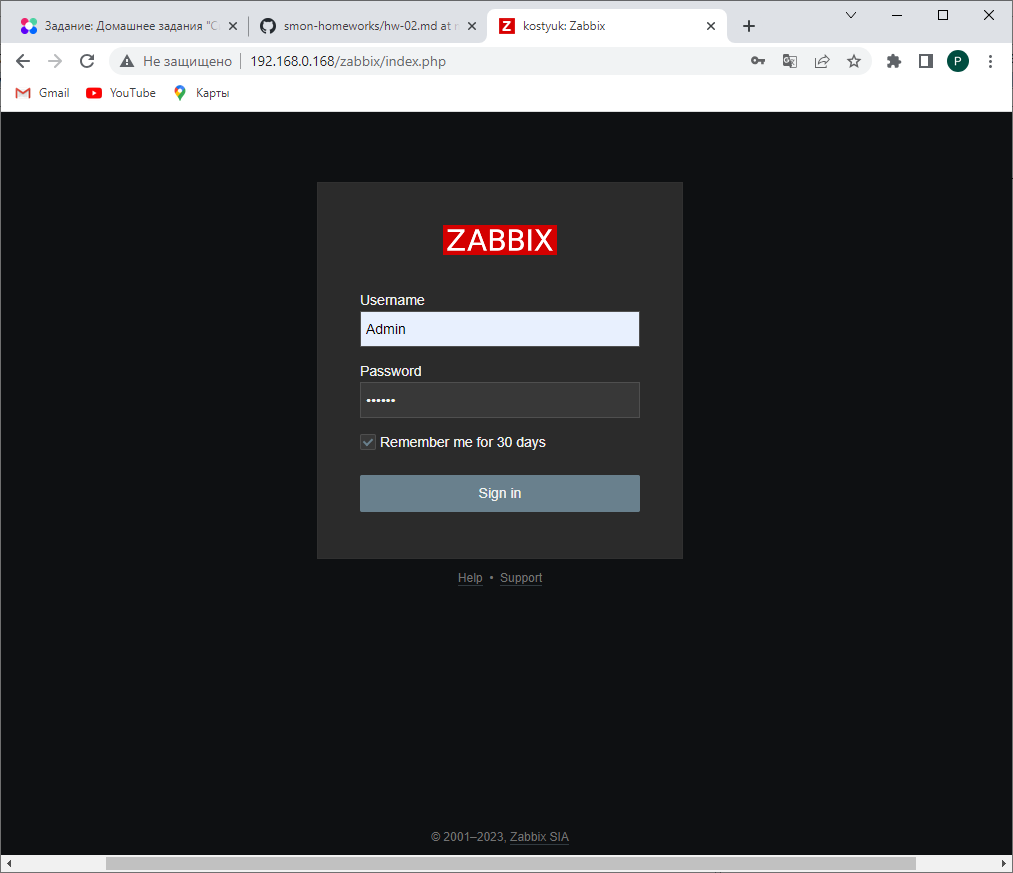 Задание: Домашнее задания "С
smon-homeworks/hw-02.md at
kostyuk: Zabbix
Не защищено
192.168.0.168/zabbix/index.php
P
Gmail
YouTube
Карты
ZABBIX
Username
Admin
Password
••••••
Remember me for 30 days
Sign in
Help • Support
© 2001–2023, Zabbix SIA